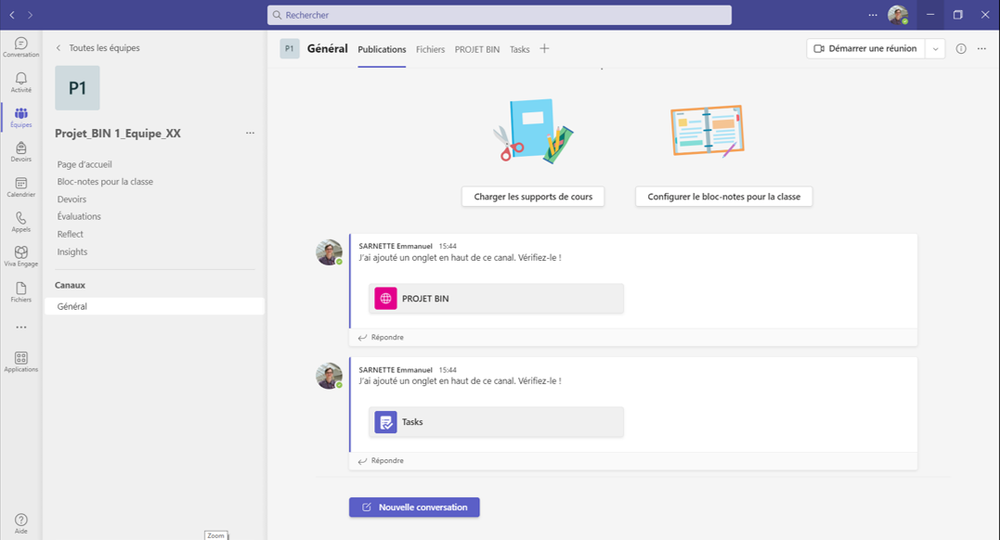 Rechercher
Conversation
Activité
Équipes
Devoirs
Calendrier
Appels
Viva Engage
Fichiers
Applications
Aide
Toutes les équipes
P1
Projet_BIN 1_Equipe_XX
Page d'accueil
Bloc-notes pour la classe
Devoirs
Évaluations
Reflect
Insights
Canaux
Général
Zoom
P1 Général Publications Fichiers PROJET BIN Tasks
Démarrer une réunion
Charger les supports de cours
Configurer le bloc-notes pour la classe
SARNETTE Emmanuel 15:44
J'ai ajouté un onglet en haut de ce canal. Vérifiez-le !
PROJET BIN
Répondre
SARNETTE Emmanuel 15:44
J'ai ajouté un onglet en haut de ce canal. Vérifiez-le !
Tasks
Répondre
Nouvelle conversation